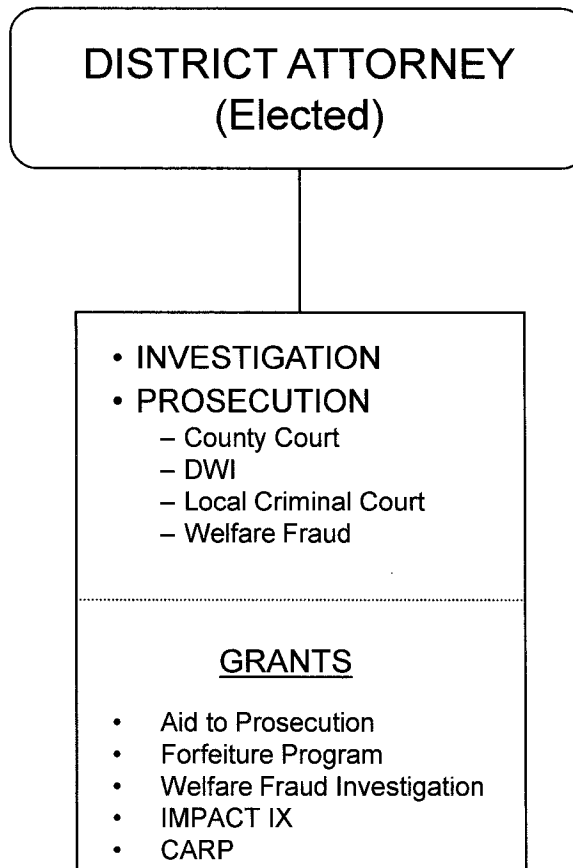 DISTRICT ATTORNEY
(Elected)
• INVESTIGATION
• PROSECUTION
– County Court
– DWI
– Local Criminal Court
– Welfare Fraud
GRANTS
• Aid to Prosecution
• Forfeiture Program
• Welfare Fraud Investigation
• IMPACT IX
• CARP